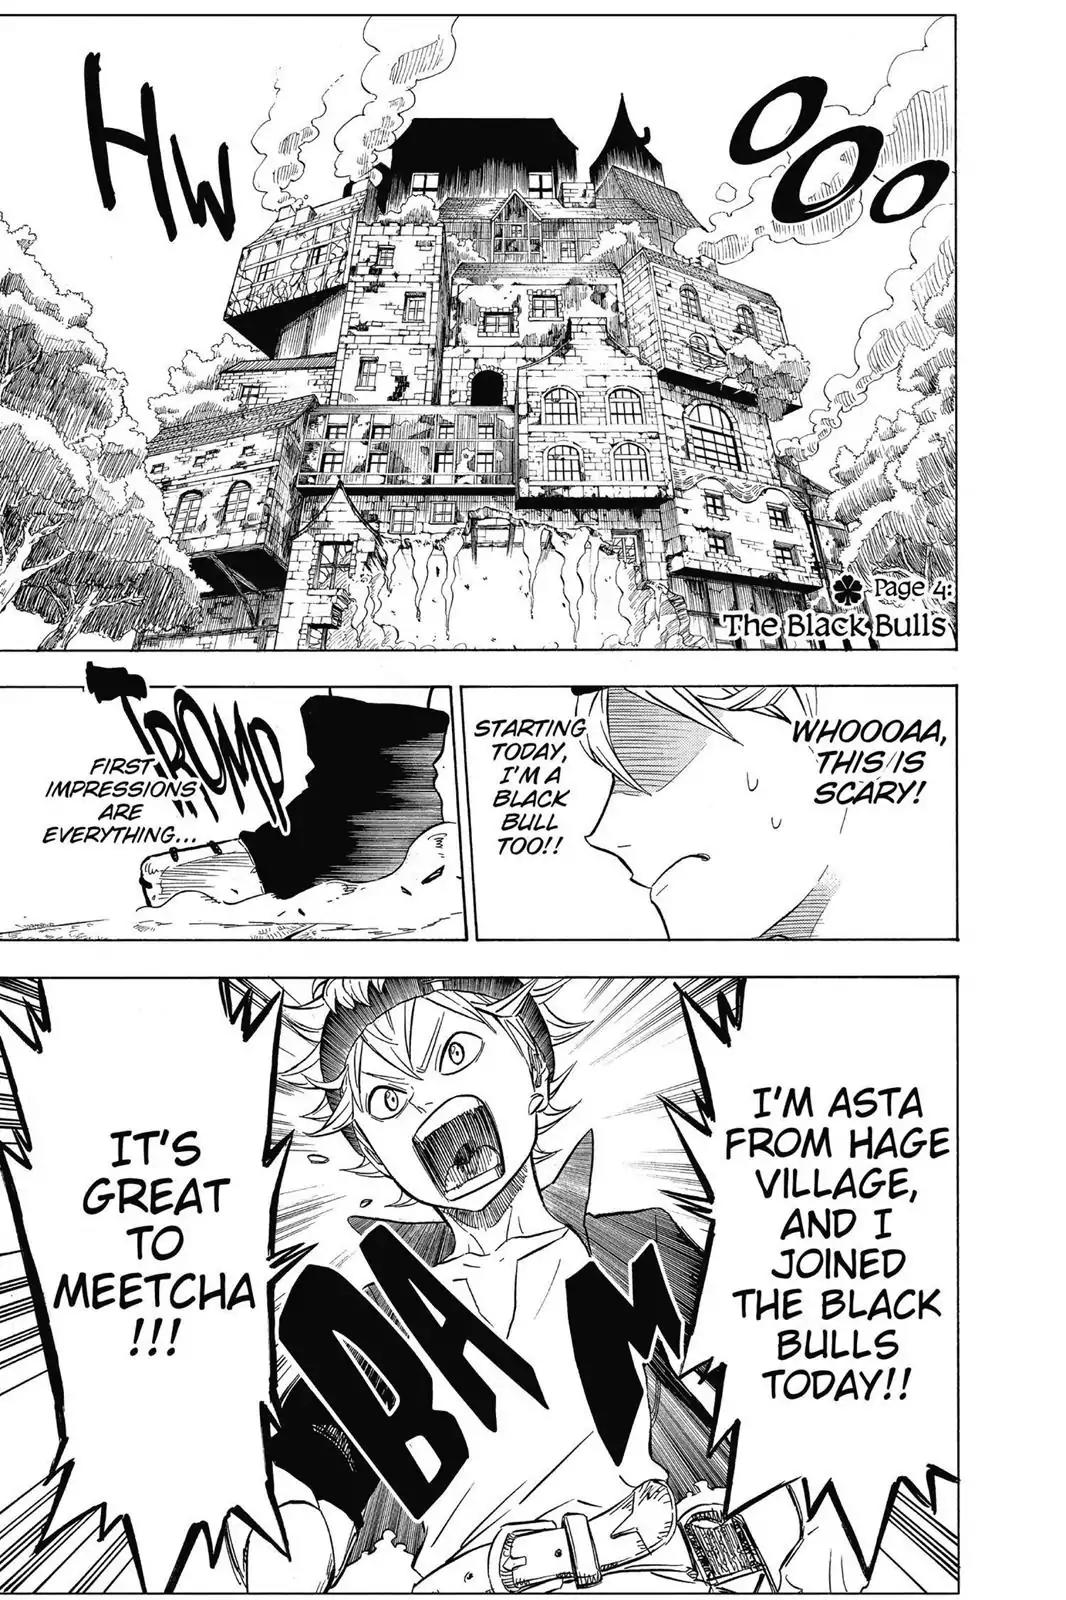 HW
OOO
Page 4:
The Black Bulls
WHOOOAA,
THIS IS
SCARY!
STARTING
TODAY,
I'M A
BLACK
BULL
TOO!!
TROMP
FIRST
IMPRESSIONS
ARE
EVERYTHING...
I'M ASTA
FROM HAGE
VILLAGE,
AND I
JOINED
THE BLACK
BULLS
TODAY!!
BAM
IT'S
GREAT
TO
MEETCHA
!!!